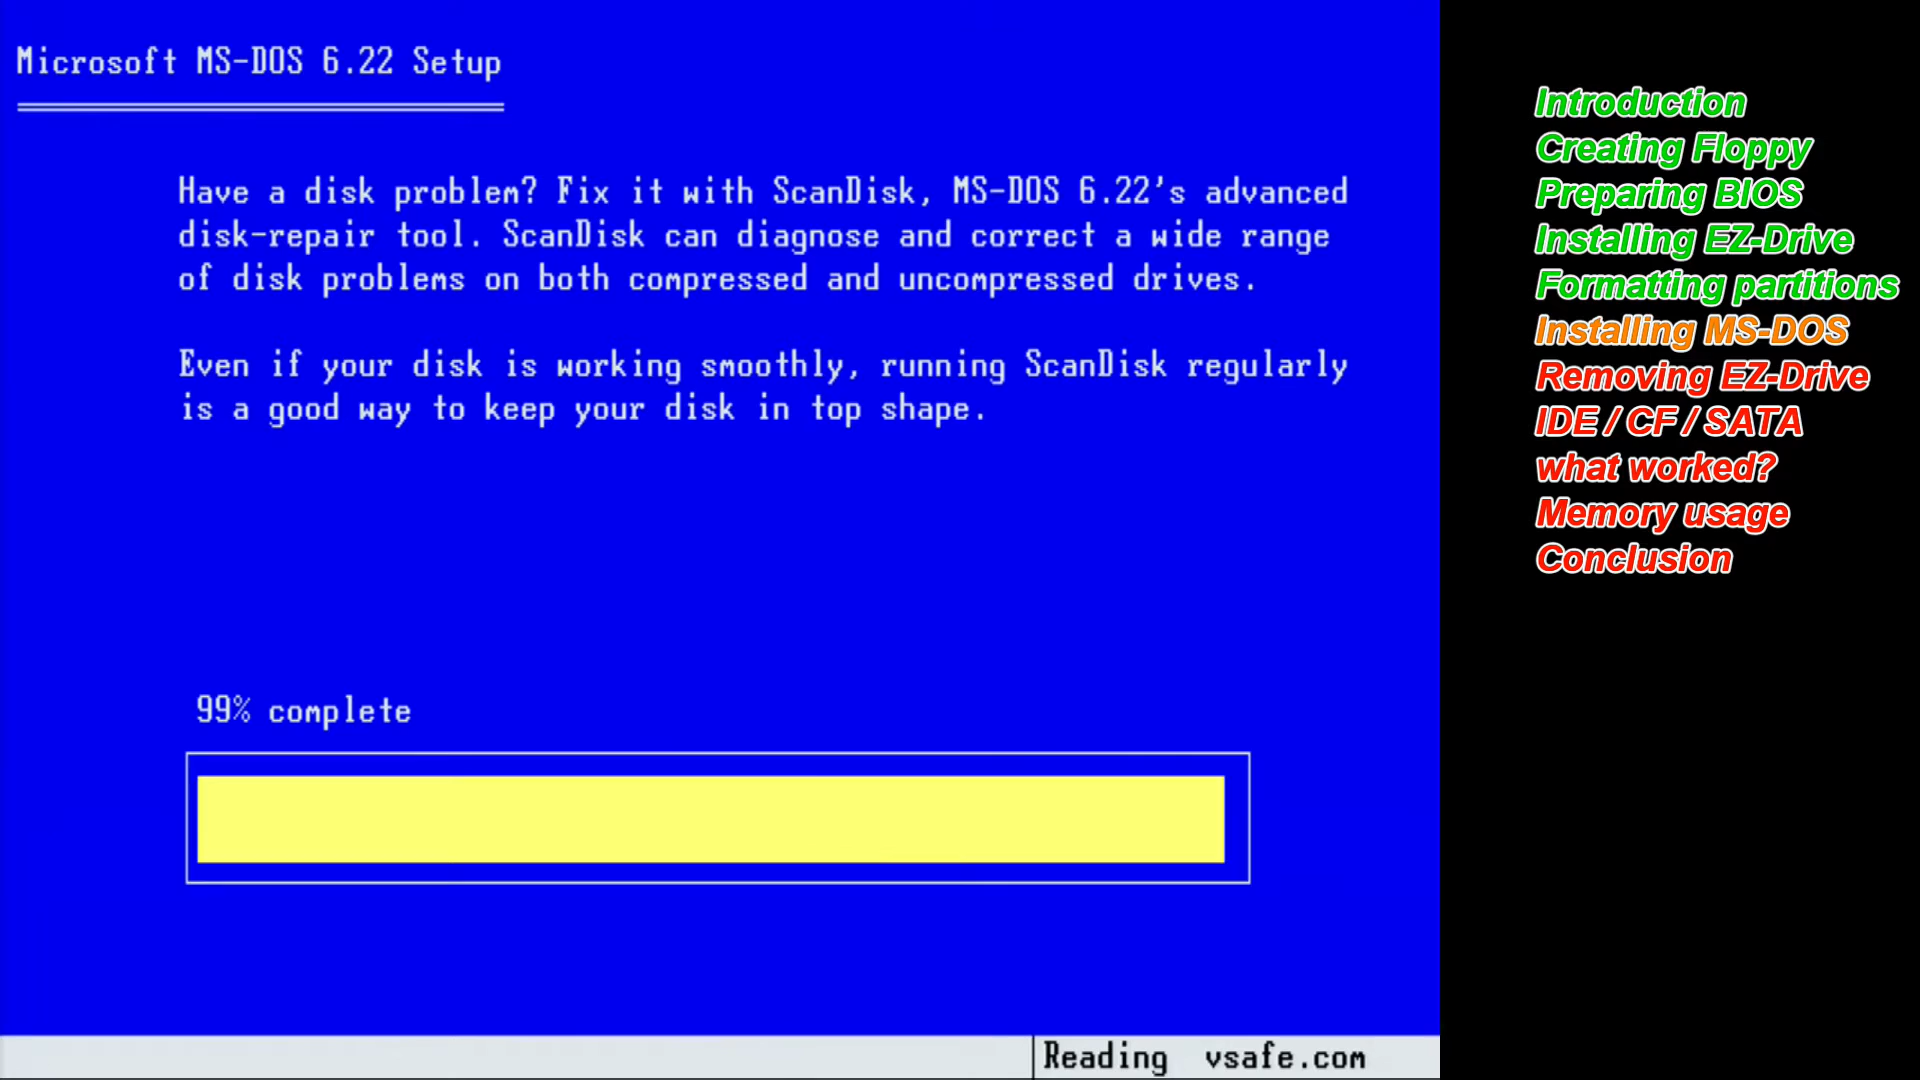 Microsoft MS-DOS 6.22 Setup
Have a disk problem? Fix it with ScanDisk, MS-DOS 6.22's advanced
disk-repair tool. ScanDisk can diagnose and correct a wide range
of disk problems on both compressed and uncompressed drives.
Even if your disk is working smoothly, running ScanDisk regularly
is a good way to keep your disk in top shape.
99% complete
Reading vsafe.com
Introduction
Creating Floppy
Preparing BIOS
Installing EZ-Drive
Formatting partitions
Installing MS-DOS
Removing EZ-Drive
IDE / CF / SATA
what worked?
Memory usage
Conclusion